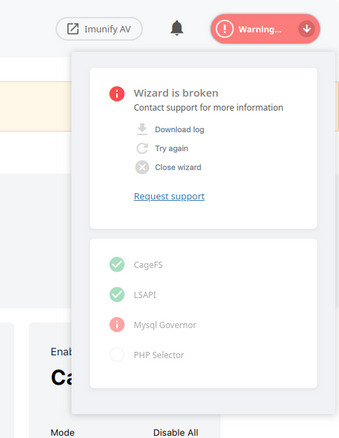 Imunify AV
Warning...
Wizard is broken
Contact support for more information
Download log
Try again
Close wizard
Request support
CageFS
LSAPI
Mysql Governor
PHP Selector
Enab
Ca
Mode
Disable All